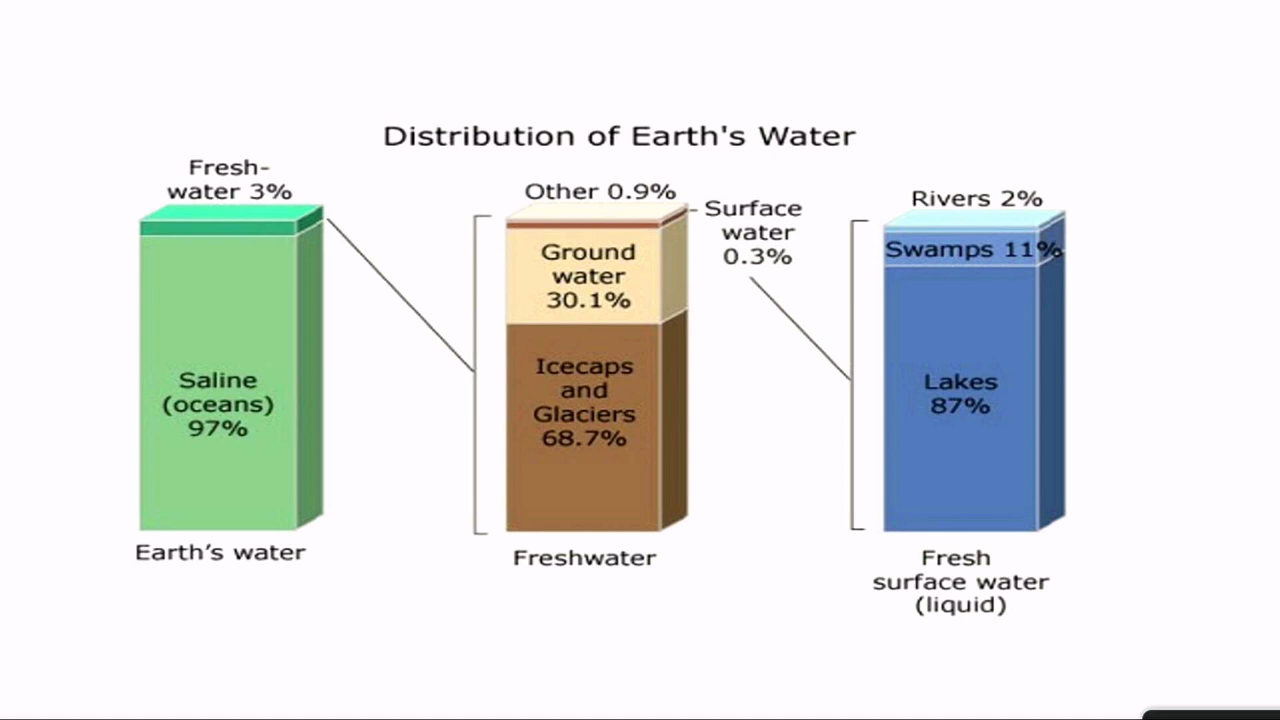 Distribution of Earth's Water
Fresh-
water 3%
Saline
(oceans)
97%
Earth’s water
Other 0.9%
Surface
water
0.3%
Ground
water
30.1%
Icecaps
and
Glaciers
68.7%
Freshwater
Rivers 2%
Swamps 11%
Lakes
87%
Fresh
surface water
(liquid)